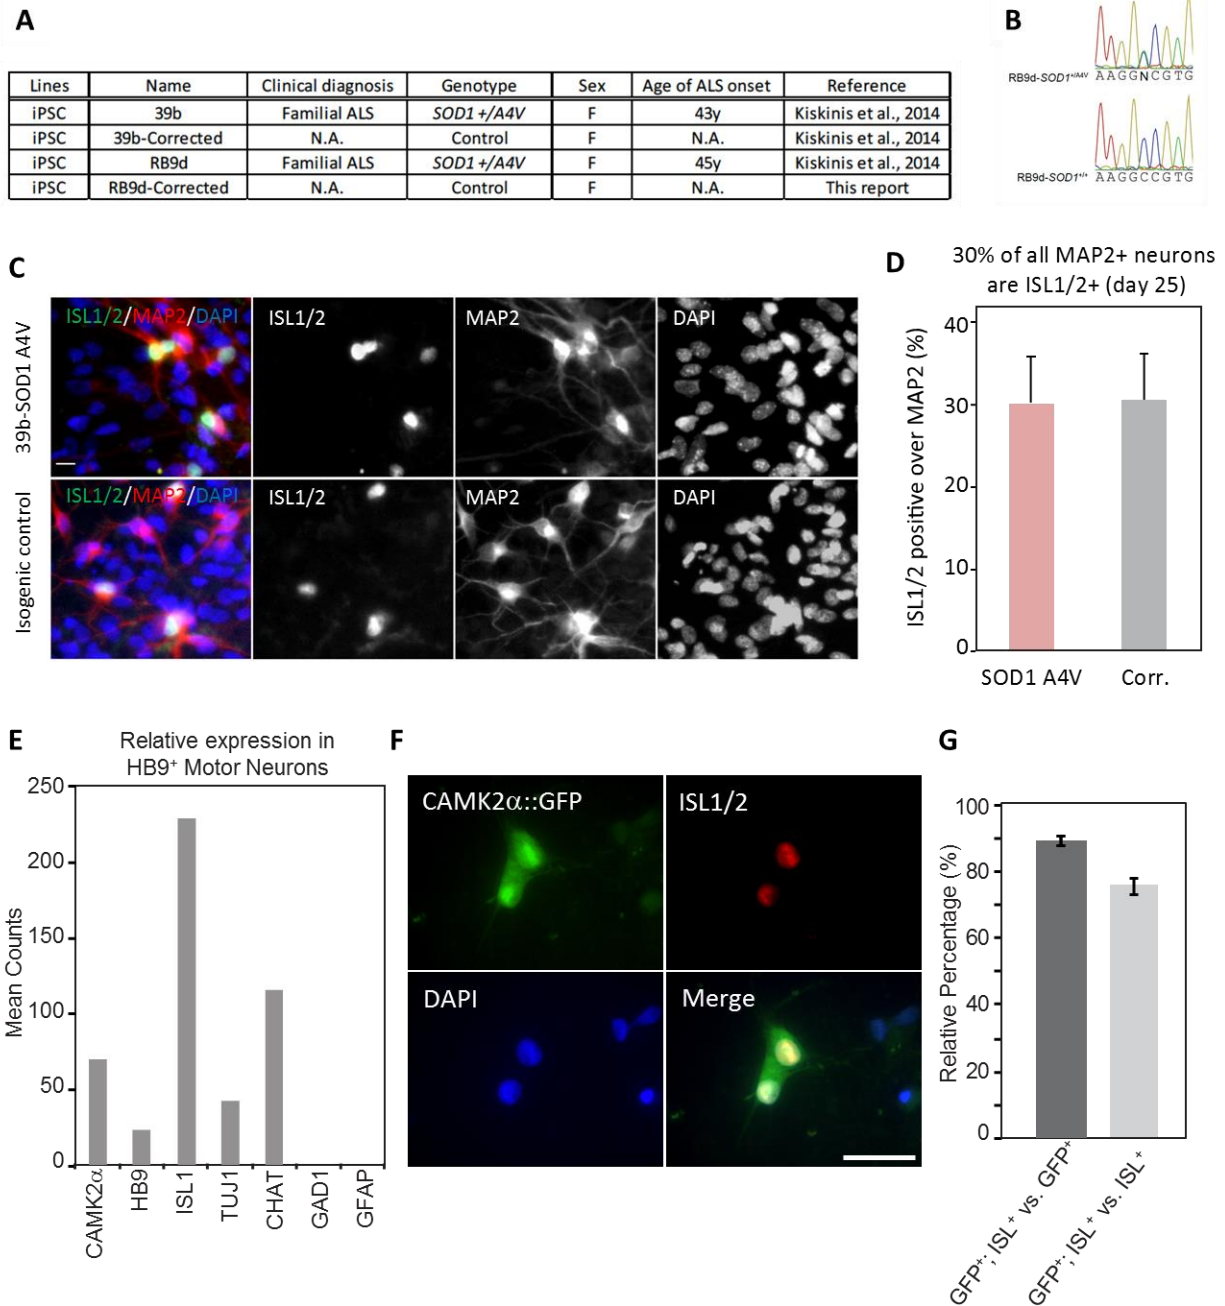 A
Lines Name Clinical diagnosis Genotype Sex Age of ALS onset Reference
iPSC 39b Familial ALS SOD1 +/A4V F 43y Kiskinis et al., 2014
iPSC 39b-Corrected N.A. Control F N.A. Kiskinis et al., 2014
iPSC RB9d Familial ALS SOD1 +/A4V F 45y Kiskinis et al., 2014
iPSC RB9d-Corrected N.A. Control F N.A. This report
B
RB9d-SOD1+/A4V
AAGGNCGTG
RB9d-SOD1+/+
AAGGCCGTG
C
39b-SOD1 A4V
ISL1/2/MAP2/DAPI
ISL1/2
MAP2
DAPI
Isogenic control
ISL1/2/MAP2/DAPI
ISL1/2
MAP2
DAPI
D
30% of all MAP2+ neurons
are ISL1/2+ (day 25)
ISL1/2 positive over MAP2 (%)
40
30
20
10
0
SOD1 A4V
Corr.
E
Relative expression in
HB9+ Motor Neurons
Mean Counts
250
200
150
100
50
0
CAMK2α
HB9
ISL1
TUJ1
CHAT
GAD1
GFAP
F
CAMK2α::GFP
ISL1/2
DAPI
Merge
G
Relative Percentage (%)
100
80
60
40
20
0
GFP+; ISL+ vs. GFP+
GFP+; ISL+ vs. ISL+